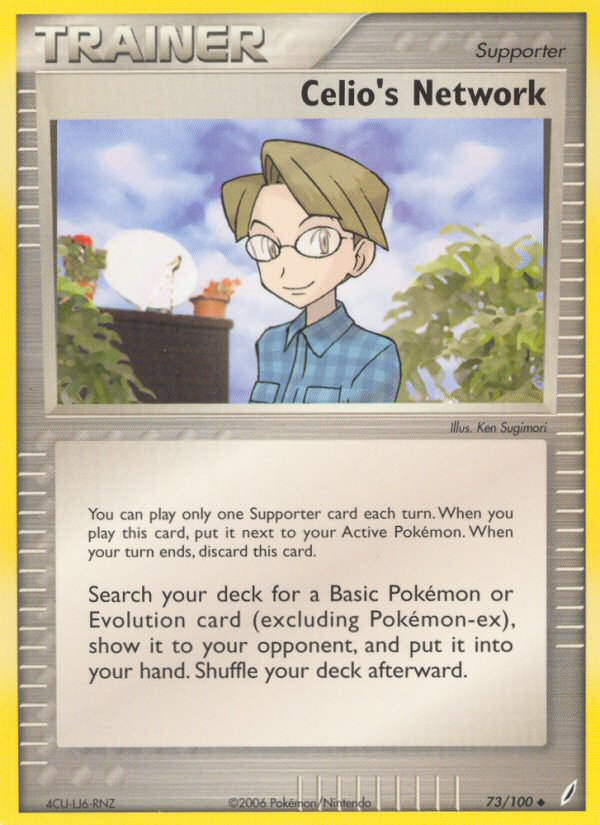 TRAINER
Supporter
Celio's Network
Illus. Ken Sugimori
You can play only one Supporter card each turn. When you
play this card, put it next to your Active Pokémon. When
your turn ends, discard this card.
Search your deck for a Basic Pokémon or
Evolution card (excluding Pokémon-ex),
show it to your opponent, and put it into
your hand. Shuffle your deck afterward.
4CU-LJ6-RNZ
©2006 Pokémon/Nintendo
73/100